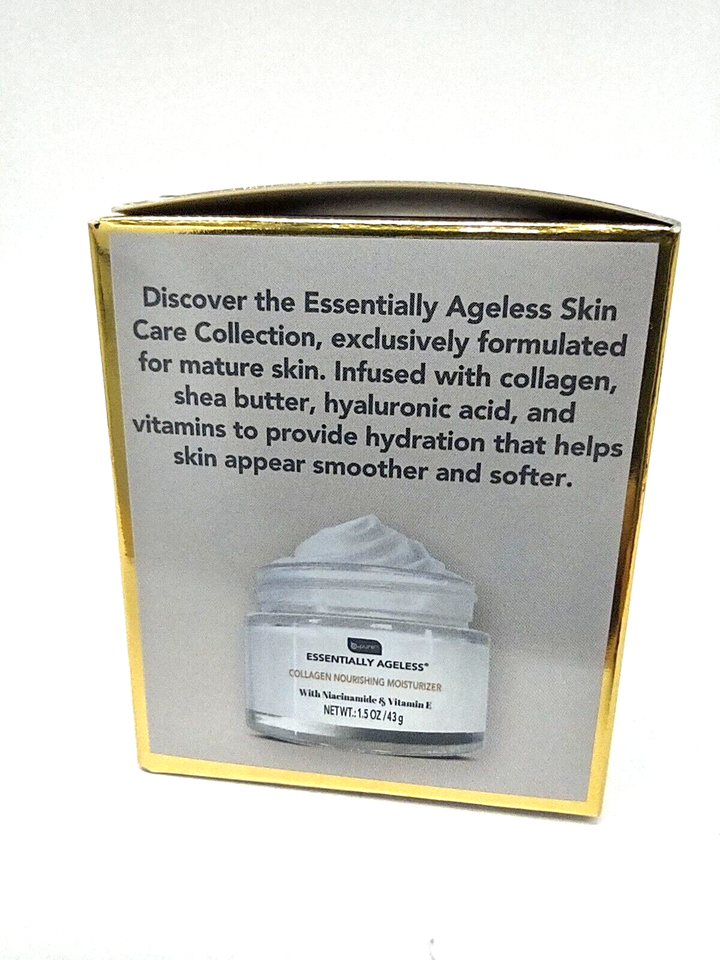 Discover the Essentially Ageless Skin
Care Collection, exclusively formulated
for mature skin. Infused with collagen,
shea butter, hyaluronic acid, and
vitamins to provide hydration that helps
skin appear smoother and softer.
ESSENTIALLY AGELESS®
COLLAGEN NOURISHING MOISTURIZER
With Niacinamide & Vitamin E
NET WT.: 1.5 OZ / 43 g